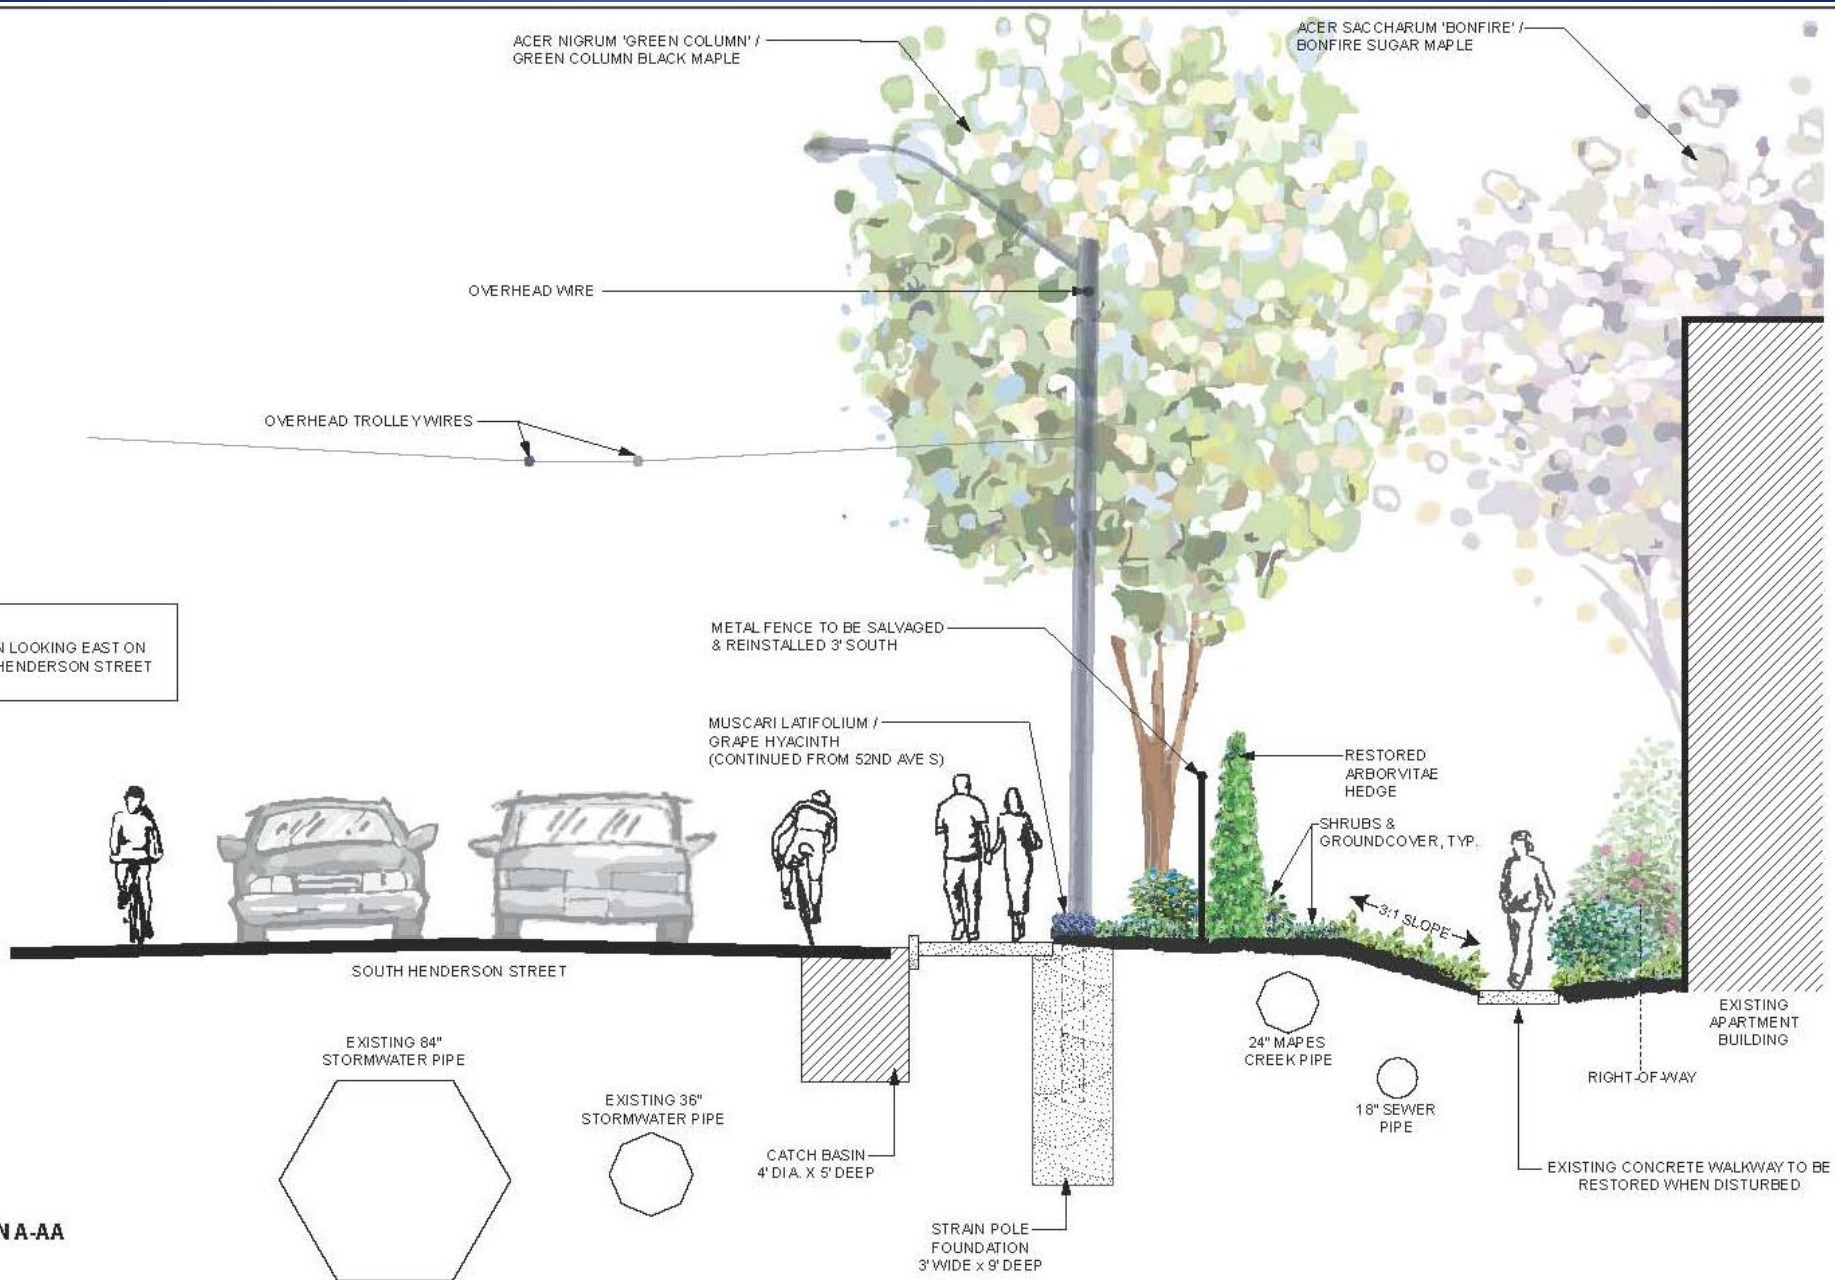 ACER NIGRUM 'GREEN COLUMN' /
GREEN COLUMN BLACK MAPLE
ACER SACCHARUM 'BONFIRE' /
BONFIRE SUGAR MAPLE
OVERHEAD WIRE
OVERHEAD TROLLEY WIRES
METAL FENCE TO BE SALVAGED
& REINSTALLED 3' SOUTH
LOOKING EAST ON
HENDERSON STREET
MUSCARI LATIFOLIUM /
GRAPE HYACINTH
(CONTINUED FROM 52ND AVE S)
RESTORED
ARBORVITAE
HEDGE
SHRUBS &
GROUNDCOVER, TYP.
3:1 SLOPE
SOUTH HENDERSON STREET
EXISTING
APARTMENT
BUILDING
EXISTING 84"
STORMWATER PIPE
24" MAPES
CREEK PIPE
RIGHT-OF-WAY
EXISTING 36"
STORMWATER PIPE
18" SEWER
PIPE
CATCH BASIN
4' DIA. X 5' DEEP
EXISTING CONCRETE WALKWAY TO BE
RESTORED WHEN DISTURBED
STRAIN POLE
FOUNDATION
3' WIDE x 9' DEEP
A-AA